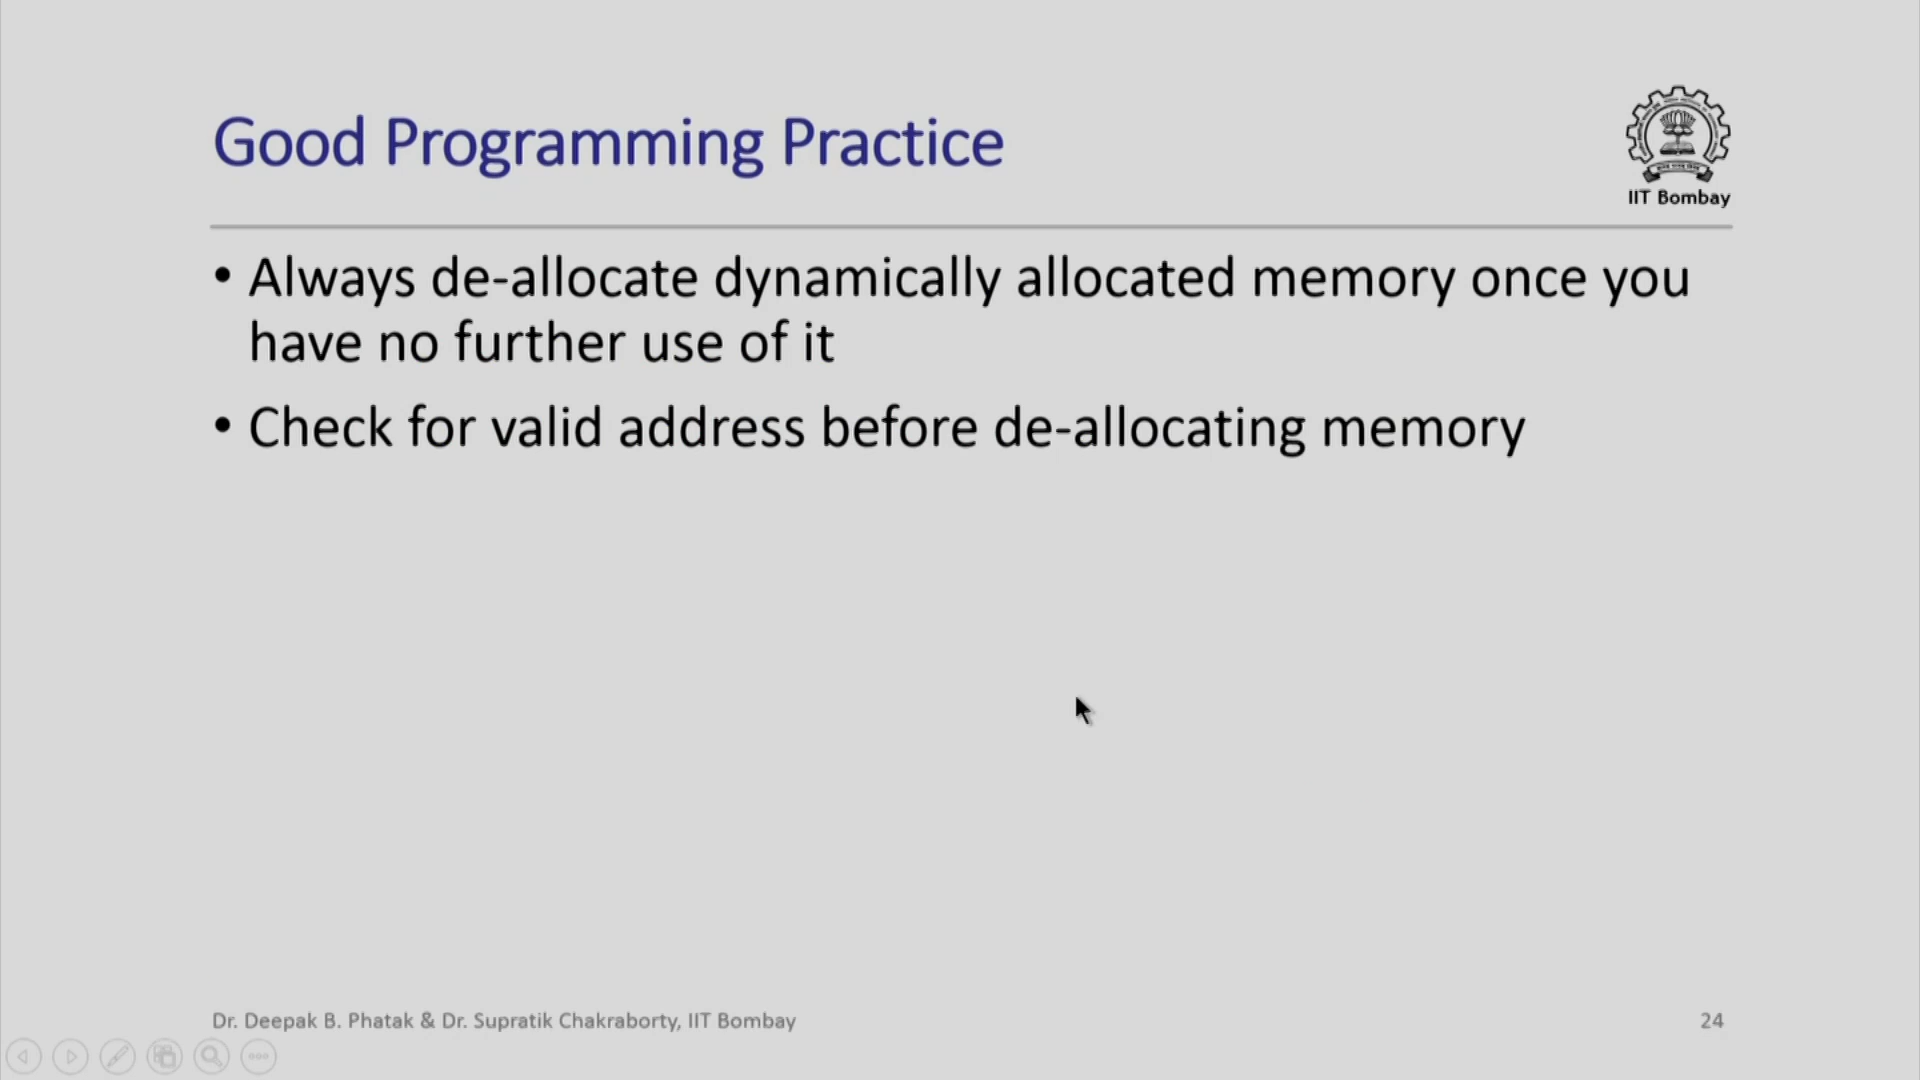 Good Programming Practice
IIT Bombay
• Always de-allocate dynamically allocated memory once you
have no further use of it
• Check for valid address before de-allocating memory
Dr. Deepak B. Phatak & Dr. Supratik Chakraborty, IIT Bombay
24